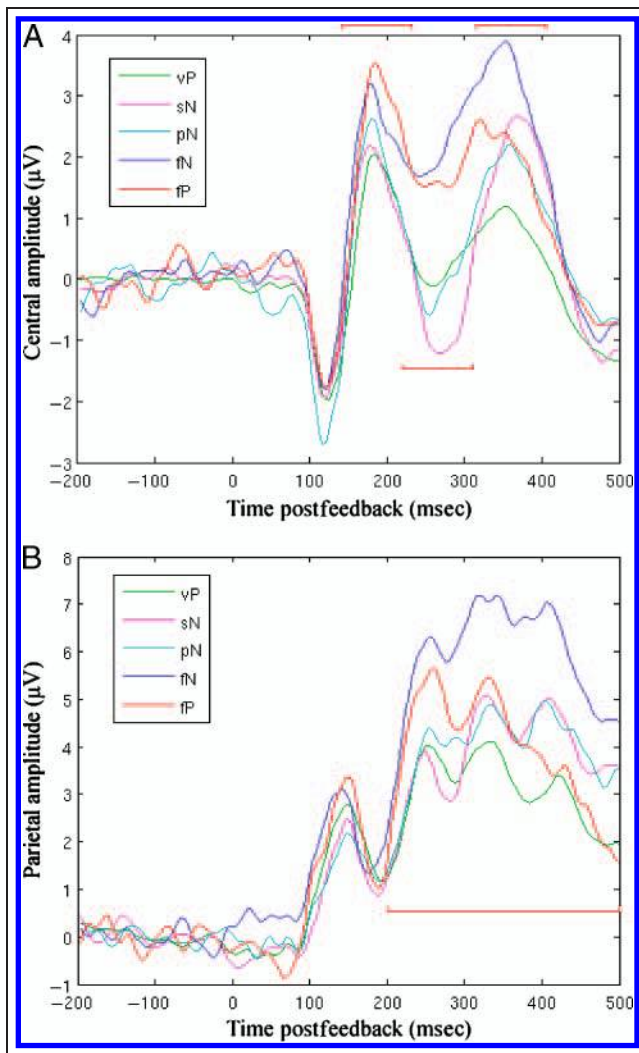 A
4
3
2
1
0
−1
−2
−3
Central amplitude (μV)
vP
sN
pN
fN
fP
−200 −100 0 100 200 300 400 500
Time postfeedback (msec)
B
8
7
6
5
4
3
2
1
0
−1
Parietal amplitude (μV)
vP
sN
pN
fN
fP
−200 −100 0 100 200 300 400 500
Time postfeedback (msec)